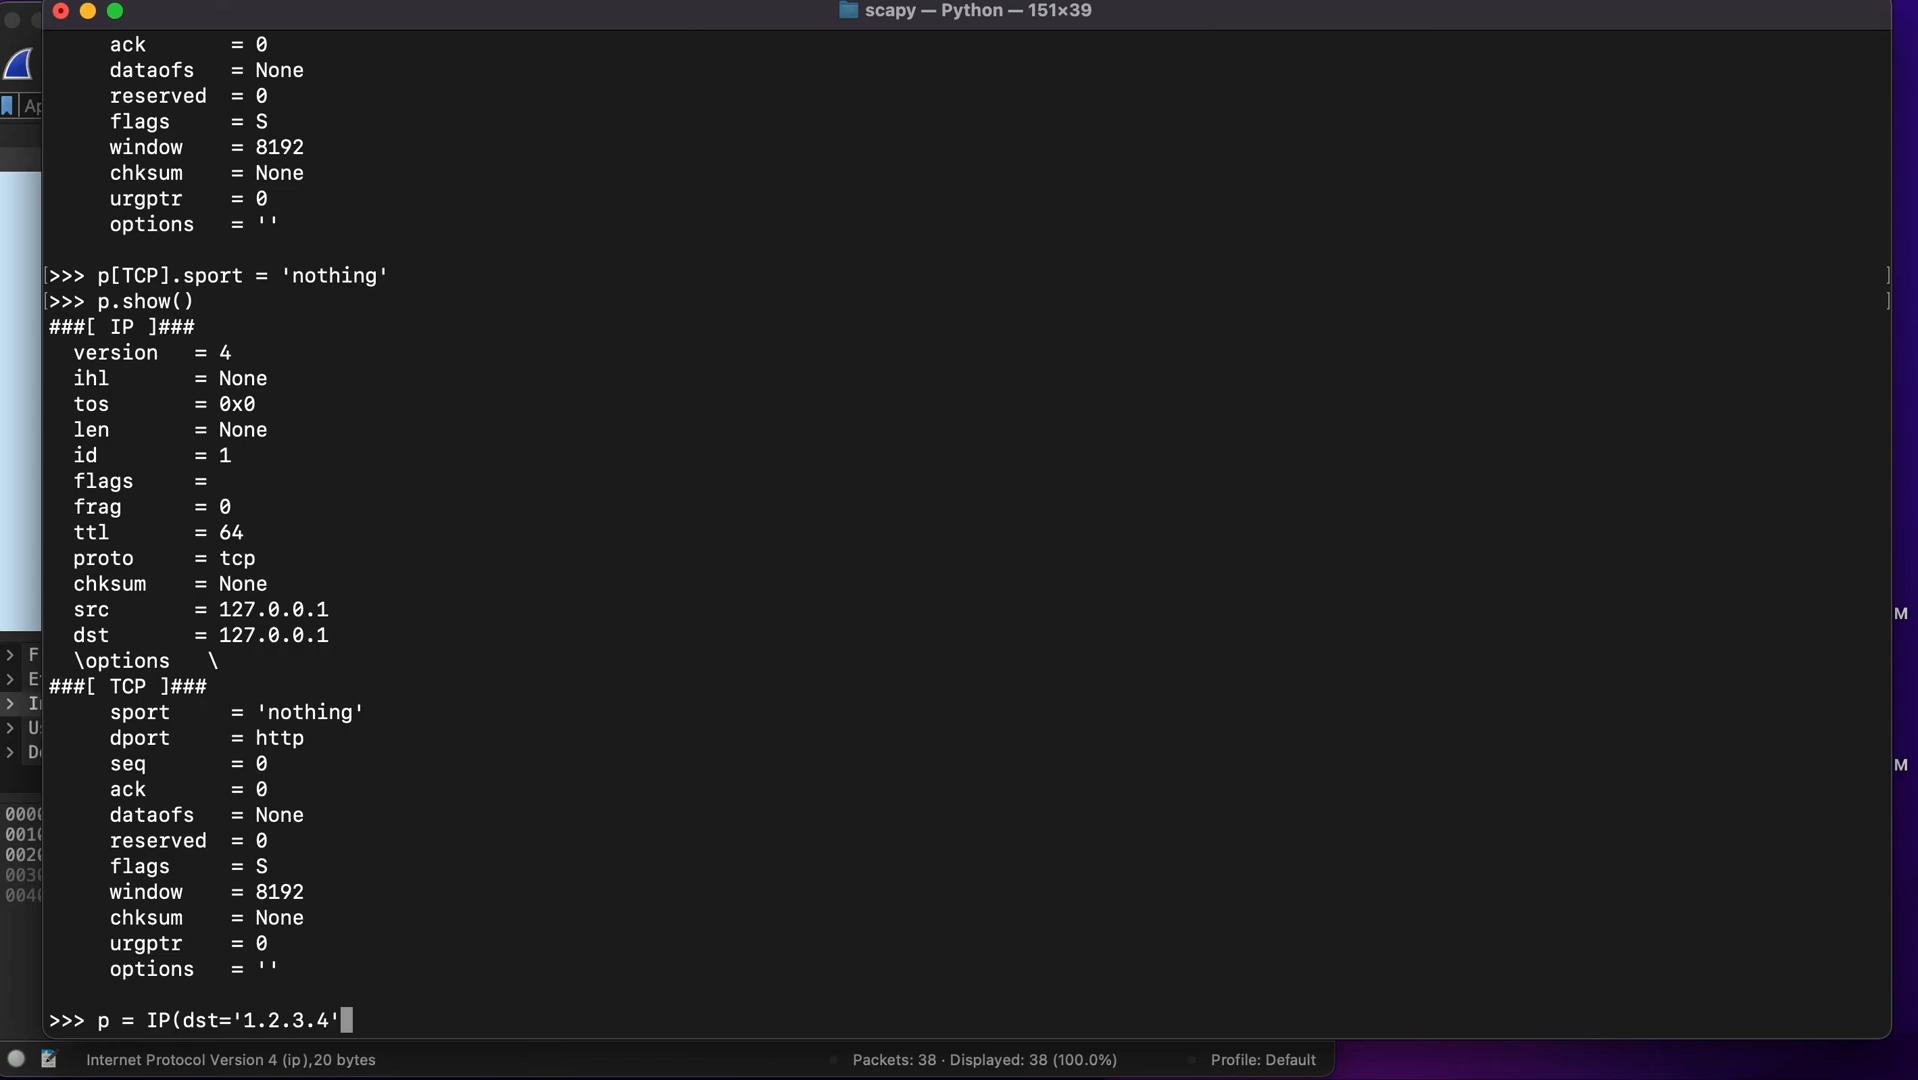 scapy — Python — 151×39
ack = 0
dataofs = None
reserved = 0
flags = S
window = 8192
chksum = None
urgptr = 0
options = ''
[>>> p[TCP].sport = 'nothing' ]
[>>> p.show() ]
###[ IP ]###
version = 4
ihl = None
tos = 0x0
len = None
id = 1
flags =
frag = 0
ttl = 64
proto = tcp
chksum = None
src = 127.0.0.1
dst = 127.0.0.1
\options \
###[ TCP ]###
sport = 'nothing'
dport = http
seq = 0
ack = 0
dataofs = None
reserved = 0
flags = S
window = 8192
chksum = None
urgptr = 0
options = ''
>>> p = IP(dst='1.2.3.4'
Internet Protocol Version 4 (ip),20 bytes
Packets: 38 · Displayed: 38 (100.0%)
Profile: Default
M
M